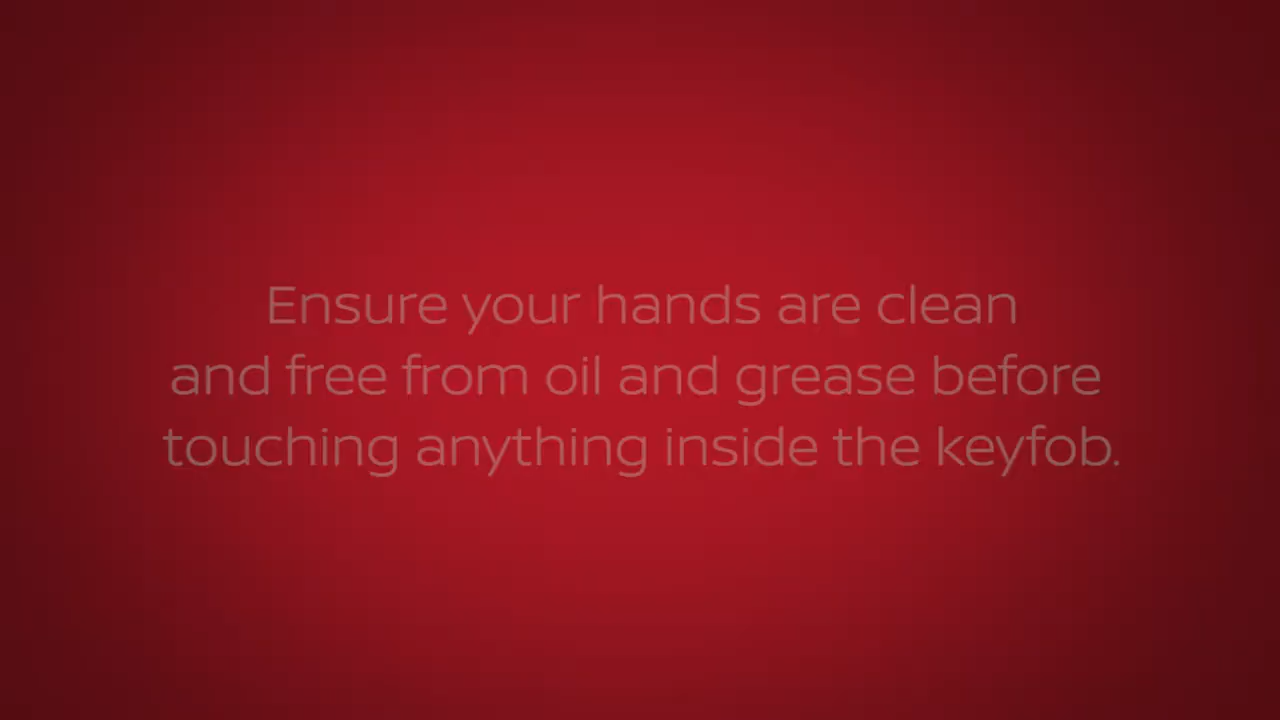 Ensure your hands are clean
and free from oil and grease before
touching anything inside the keyfob.